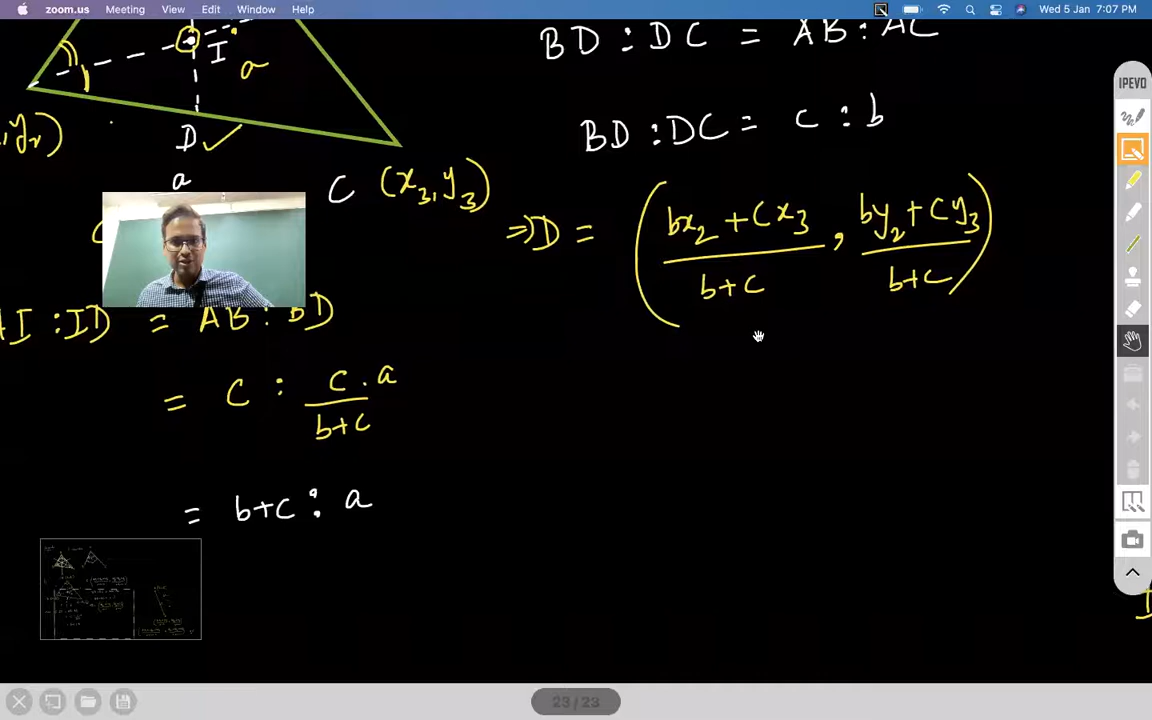 zoom.us Meeting View Edit Window Help
Wed 5 Jan 7:07 PM
IPEVO
BD : DC = AB : AC
I
a
,y₂)
D ✓
BD : DC = c : b
a
C (x₃, y₃)
⇒ D = ( (bx₂ + cx₃)/(b+c) , (by₂ + cy₃)/(b+c) )
AI : ID = AB : BD
= c : (c . a)/(b+c)
= b+c : a
23 / 23